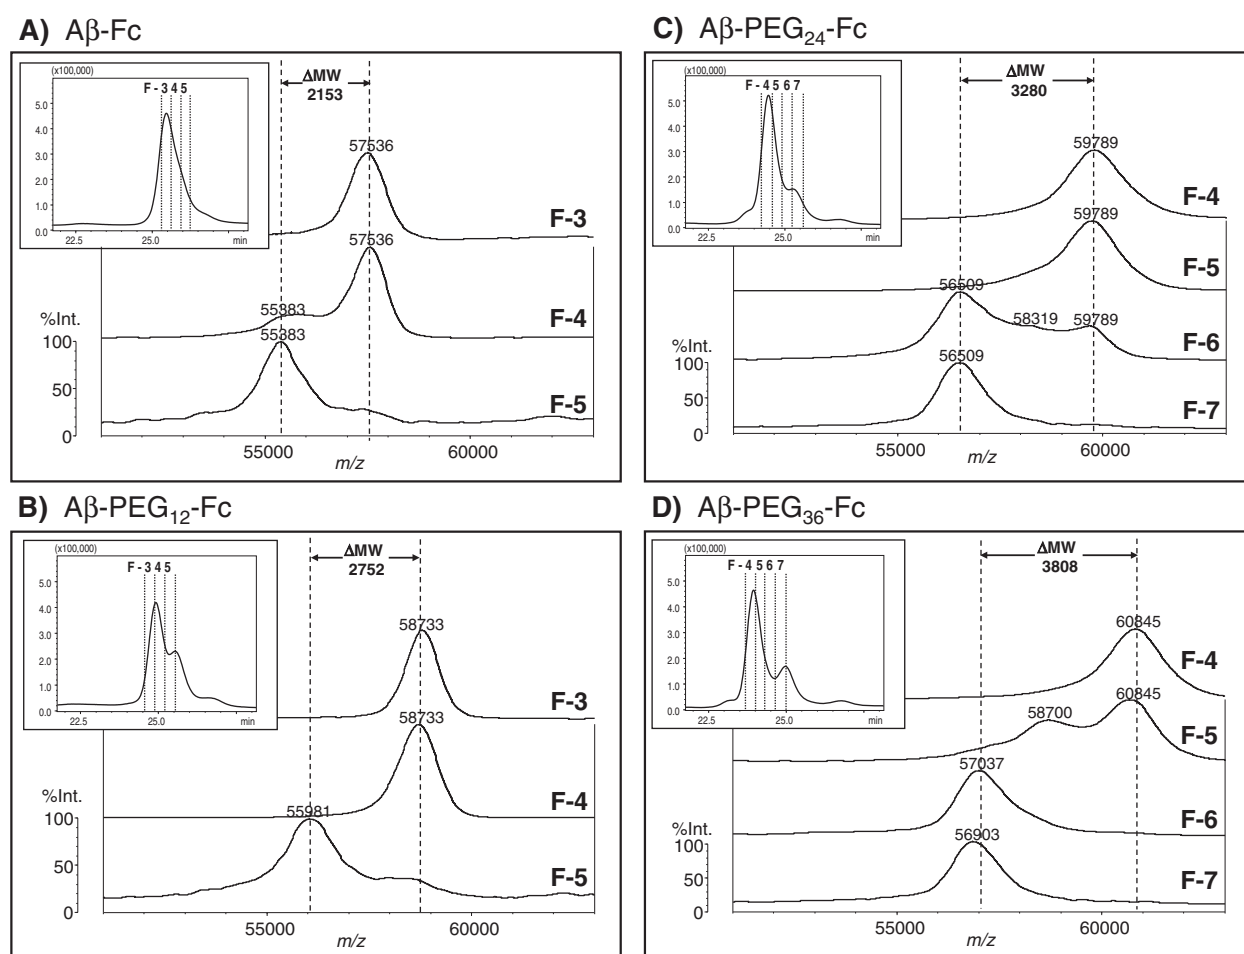 A) Aβ-Fc
(x100,000)
F - 3 4 5
5.0
4.0
3.0
2.0
1.0
0.0
22.5 25.0 min
ΔMW
2153
57536
F-3
57536
55383
F-4
%Int.
55383
100
50
0
F-5
55000 60000
m/z
B) Aβ-PEG12-Fc
(x100,000)
F - 3 4 5
5.0
4.0
3.0
2.0
1.0
0.0
22.5 25.0 min
ΔMW
2752
58733
F-3
58733
F-4
%Int.
55981
100
50
0
F-5
55000 60000
m/z
C) Aβ-PEG24-Fc
(x100,000)
F - 4 5 6 7
5.0
4.0
3.0
2.0
1.0
0.0
22.5 25.0 min
ΔMW
3280
59789
F-4
59789
F-5
56509
58319 59789
F-6
%Int.
56509
100
50
0
F-7
55000 60000
m/z
D) Aβ-PEG36-Fc
(x100,000)
F - 4 5 6 7
5.0
4.0
3.0
2.0
1.0
0.0
22.5 25.0 min
ΔMW
3808
60845
F-4
58700 60845
F-5
57037
F-6
%Int.
56903
100
50
0
F-7
55000 60000
m/z